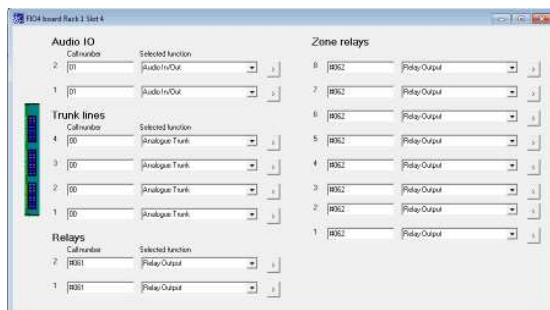 FIO4 board Rack 1 Slot 4
Audio IO
Call number Selected function
2 01 Audio In/Out
1 01 Audio In/Out
Trunk lines
Call number Selected function
4 00 Analogue Trunk
3 00 Analogue Trunk
2 00 Analogue Trunk
1 00 Analogue Trunk
Relays
Call number Selected function
2 #061 Relay Output
1 #061 Relay Output
Zone relays
8 #062 Relay Output
7 #062 Relay Output
6 #062 Relay Output
5 #062 Relay Output
4 #062 Relay Output
3 #062 Relay Output
2 #062 Relay Output
1 #062 Relay Output